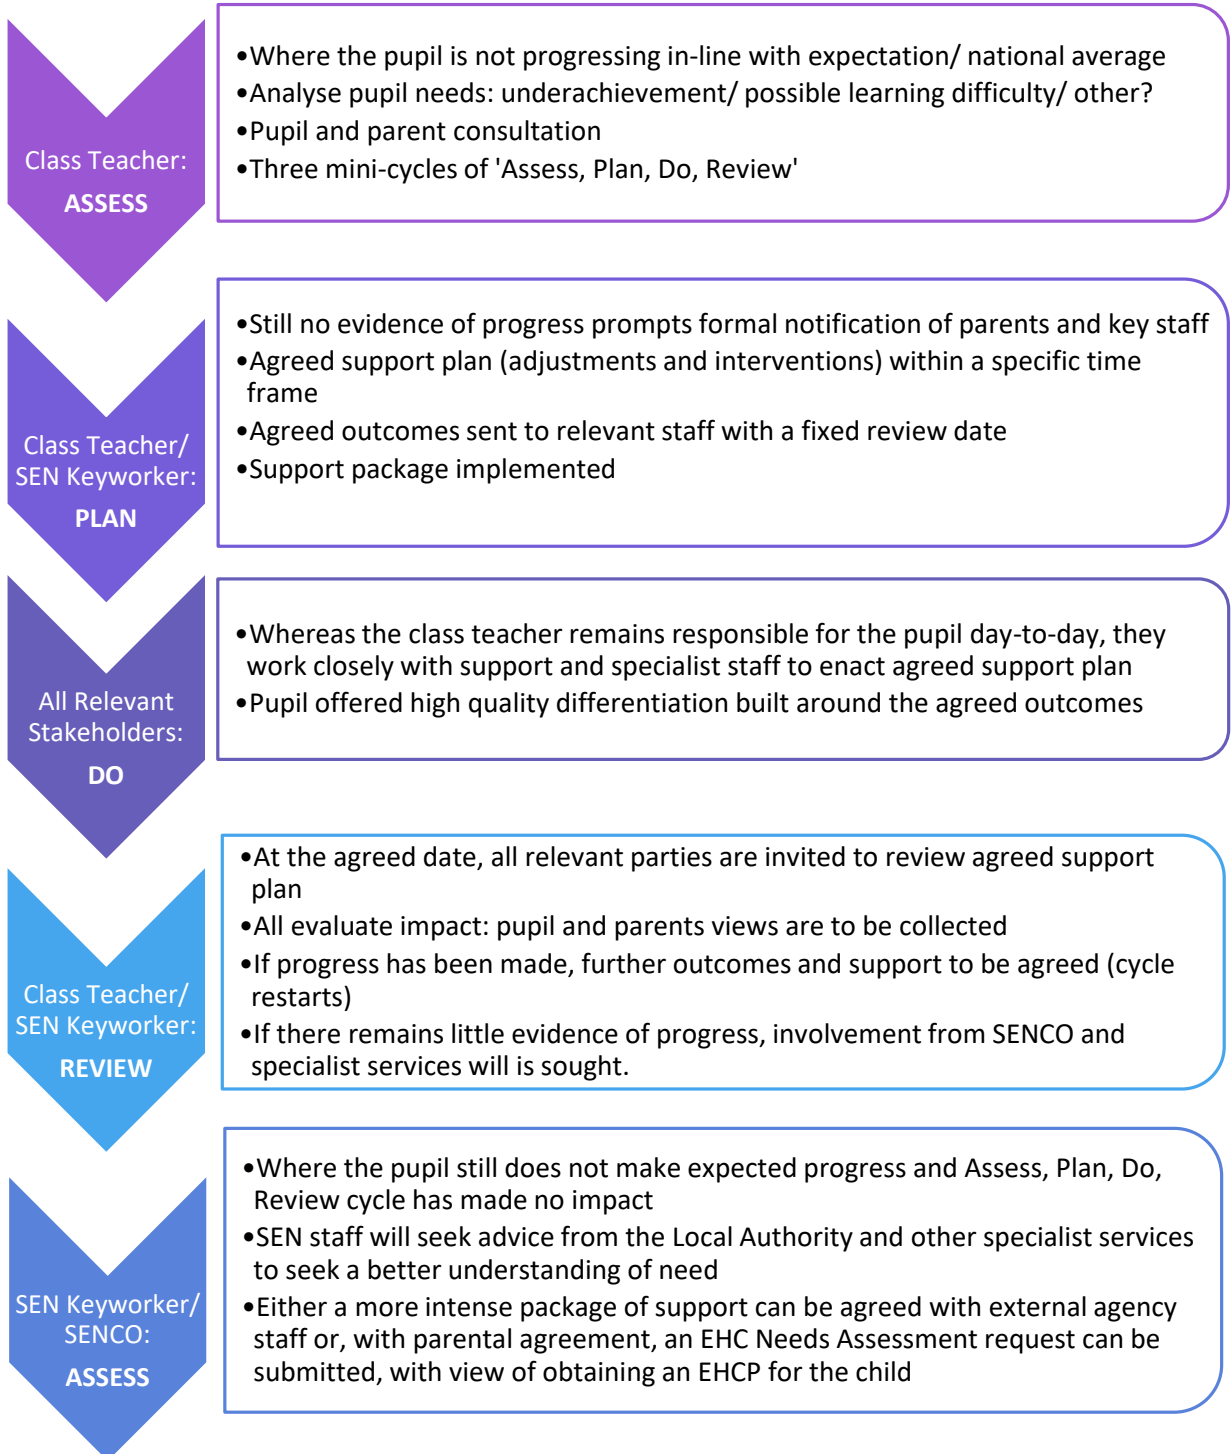 Class Teacher:
ASSESS
•Where the pupil is not progressing in-line with expectation/ national average
•Analyse pupil needs: underachievement/ possible learning difficulty/ other?
•Pupil and parent consultation
•Three mini-cycles of 'Assess, Plan, Do, Review'
Class Teacher/
SEN Keyworker:
PLAN
•Still no evidence of progress prompts formal notification of parents and key staff
•Agreed support plan (adjustments and interventions) within a specific time
frame
•Agreed outcomes sent to relevant staff with a fixed review date
•Support package implemented
All Relevant
Stakeholders:
DO
•Whereas the class teacher remains responsible for the pupil day-to-day, they
work closely with support and specialist staff to enact agreed support plan
•Pupil offered high quality differentiation built around the agreed outcomes
Class Teacher/
SEN Keyworker:
REVIEW
•At the agreed date, all relevant parties are invited to review agreed support
plan
•All evaluate impact: pupil and parents views are to be collected
•If progress has been made, further outcomes and support to be agreed (cycle
restarts)
•If there remains little evidence of progress, involvement from SENCO and
specialist services will is sought.
SEN Keyworker/
SENCO:
ASSESS
•Where the pupil still does not make expected progress and Assess, Plan, Do,
Review cycle has made no impact
•SEN staff will seek advice from the Local Authority and other specialist services
to seek a better understanding of need
•Either a more intense package of support can be agreed with external agency
staff or, with parental agreement, an EHC Needs Assessment request can be
submitted, with view of obtaining an EHCP for the child